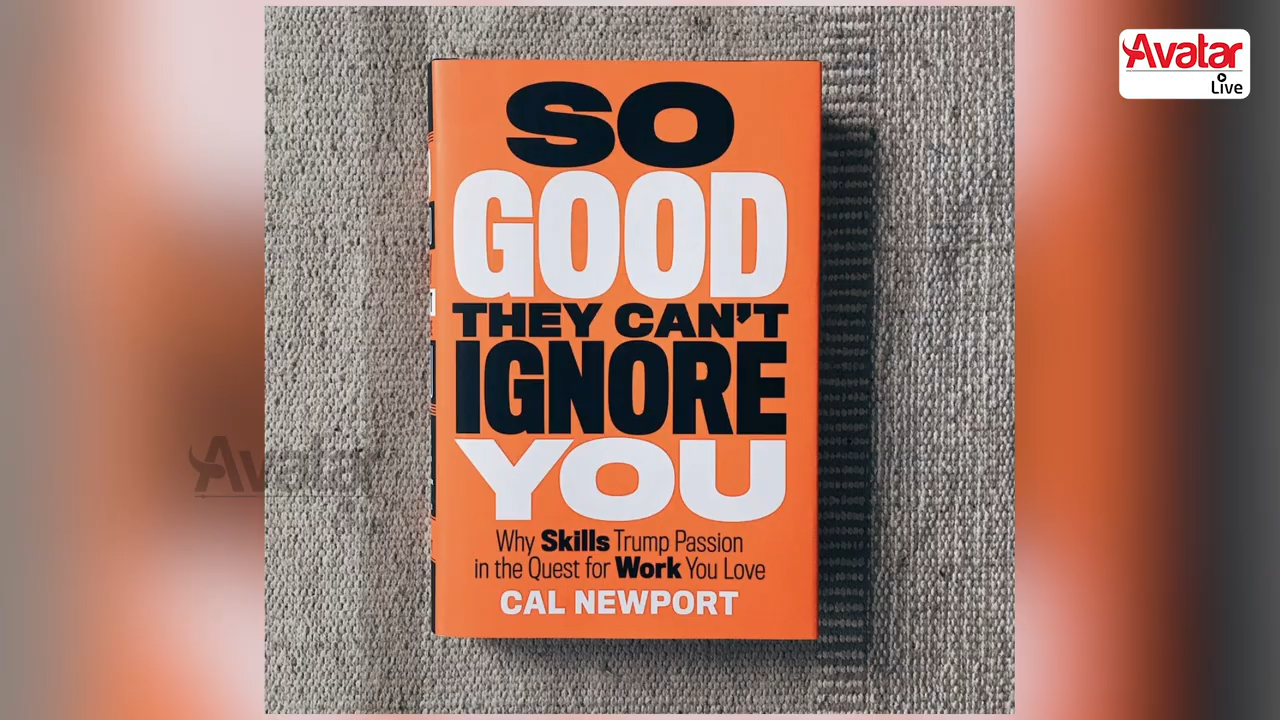 SO
GOOD
THEY CAN'T
IGNORE
YOU
Why Skills Trump Passion
in the Quest for Work You Love
CAL NEWPORT
Avatar
Live
Avatar